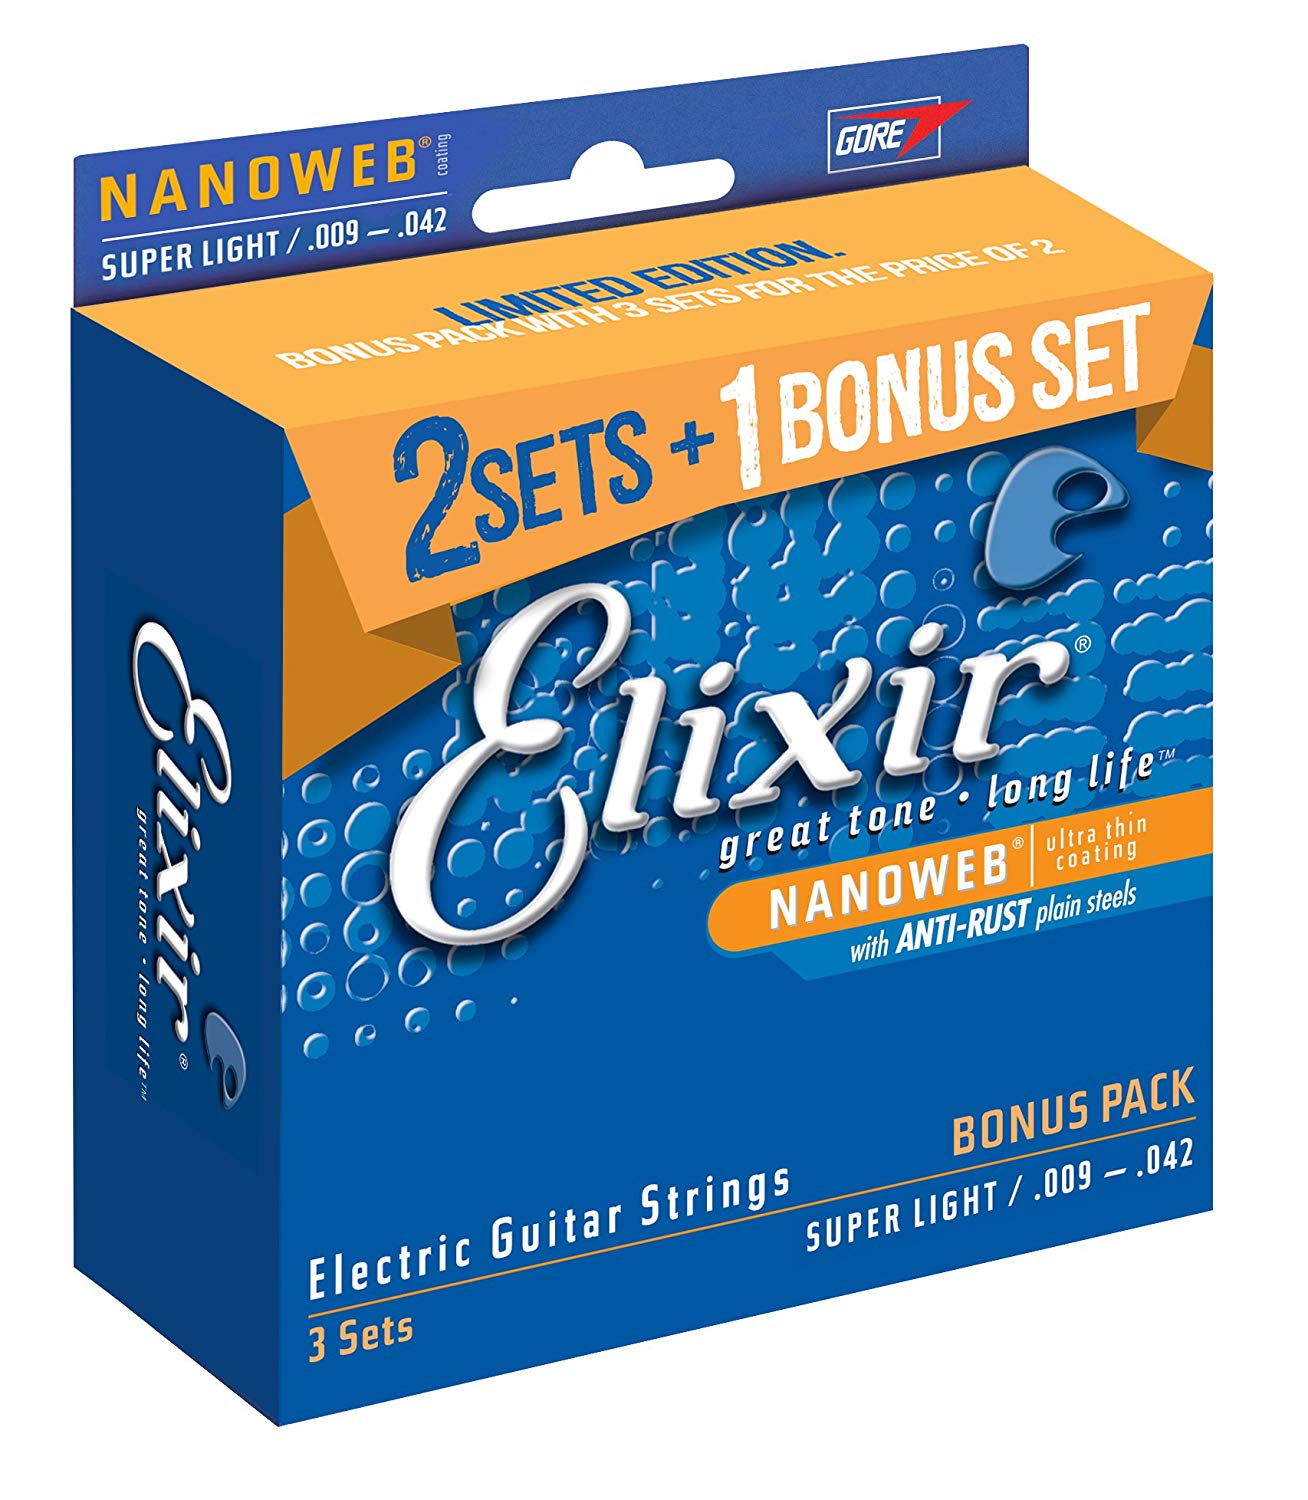 NANOWEB® coating
SUPER LIGHT / .009 – .042
GORE
LIMITED EDITION.
BONUS PACK WITH 3 SETS FOR THE PRICE OF 2
2 SETS + 1 BONUS SET
e
Elixir®
great tone · long life™
NANOWEB® | ultra thin
coating
with ANTI-RUST plain steels
BONUS PACK
SUPER LIGHT / .009 – .042
Electric Guitar Strings
3 Sets
Elixir®
great tone · long life™
e